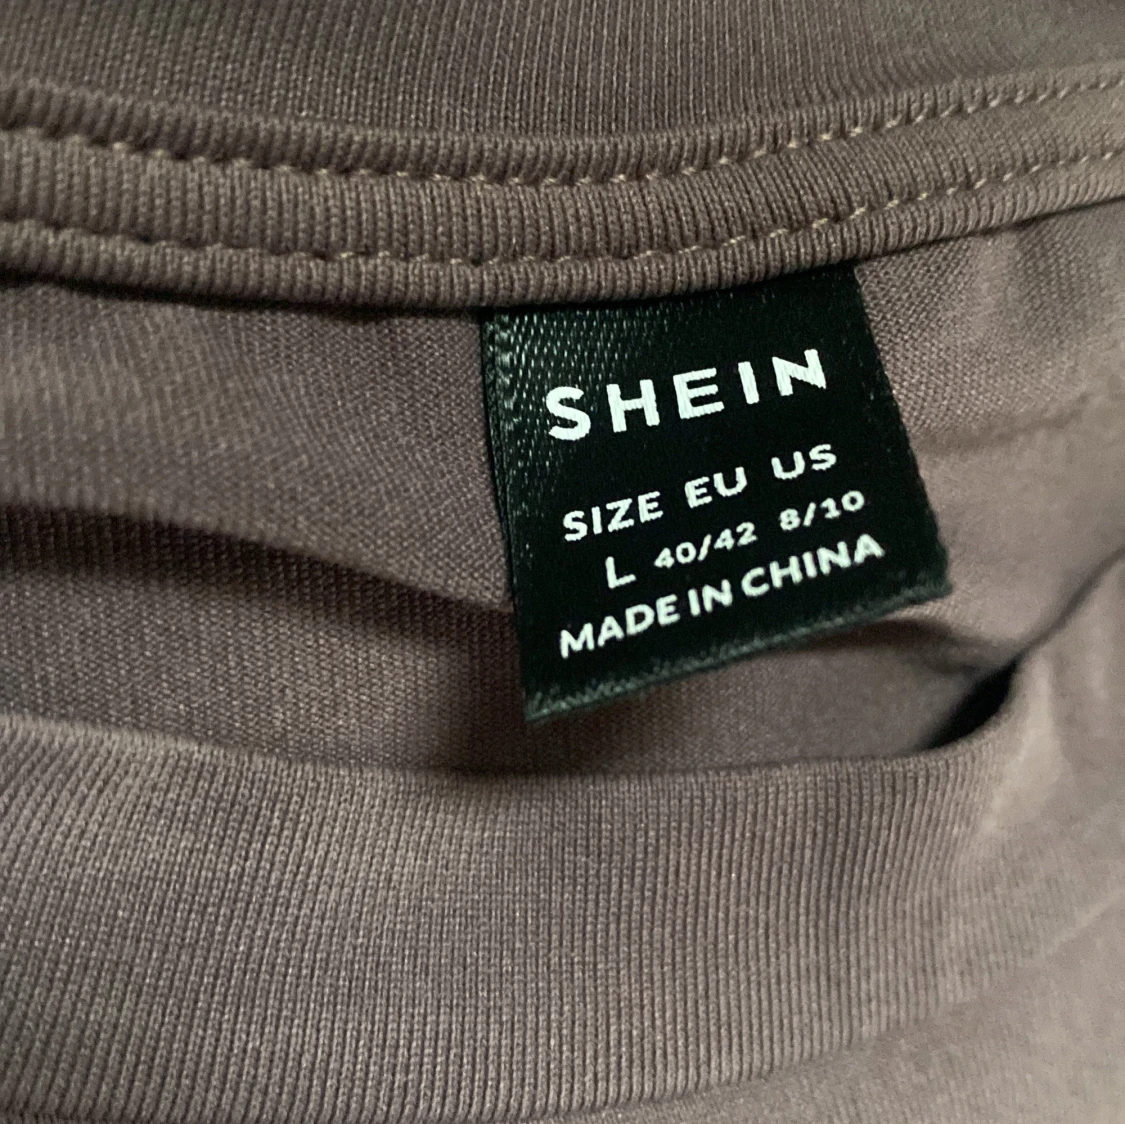 SHEIN
SIZE EU US
L 40/42 8/10
MADE IN CHINA